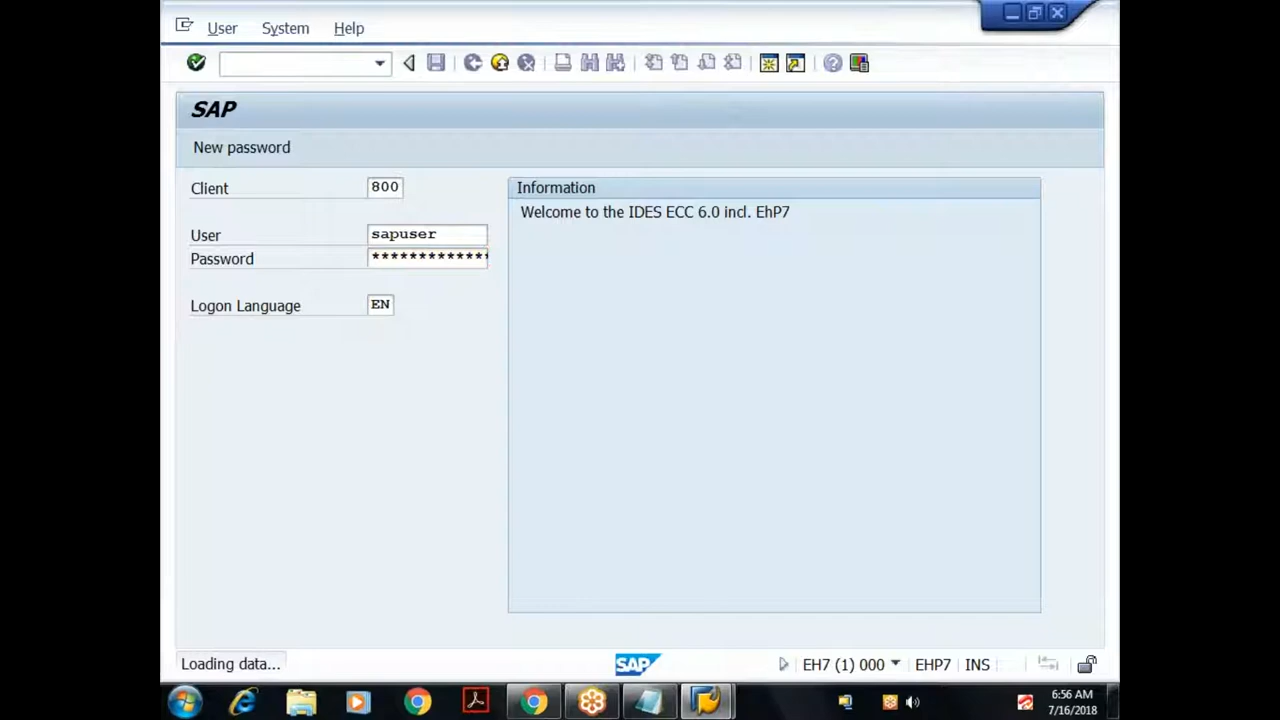 User System Help
SAP
New password
Client 800
Information
Welcome to the IDES ECC 6.0 incl. EhP7
User sapuser
Password *************
Logon Language EN
Loading data...
SAP
EH7 (1) 000 EHP7 INS
6:56 AM
7/16/2018